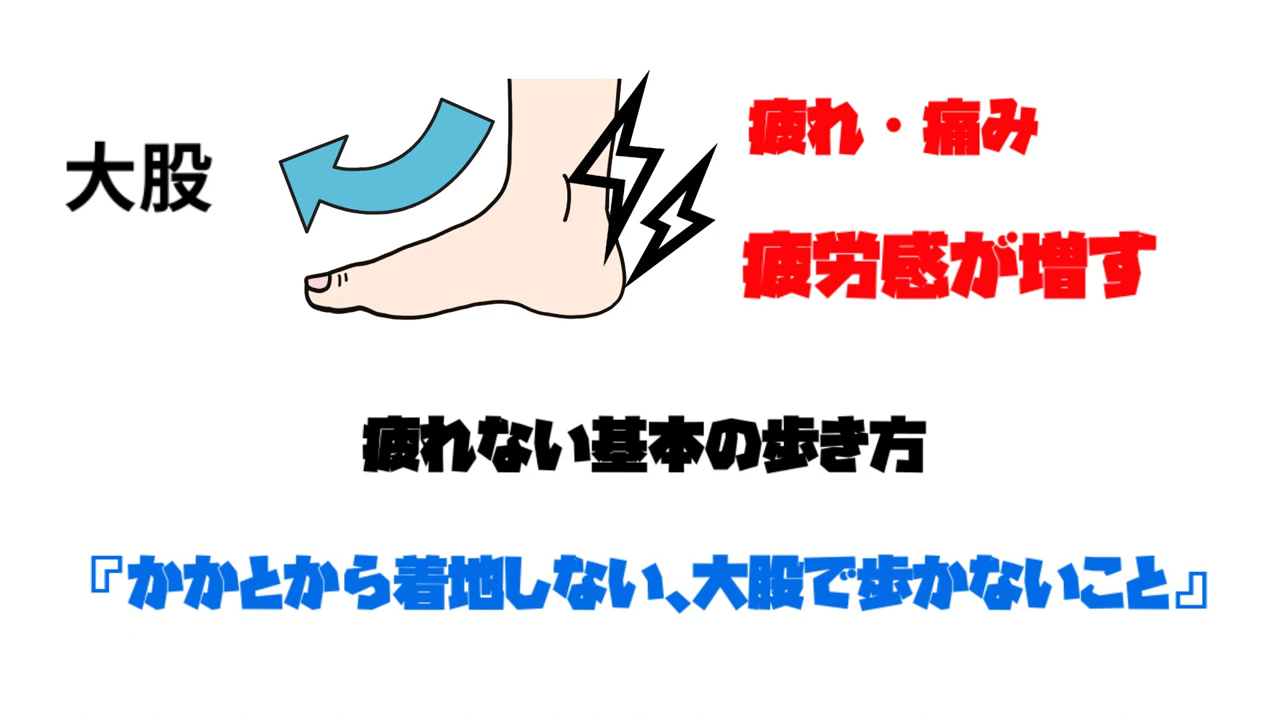 大股
疲れ・痛み
疲労感が増す
疲れない基本の歩き方
『かかとから着地しない、大股で歩かないこと』